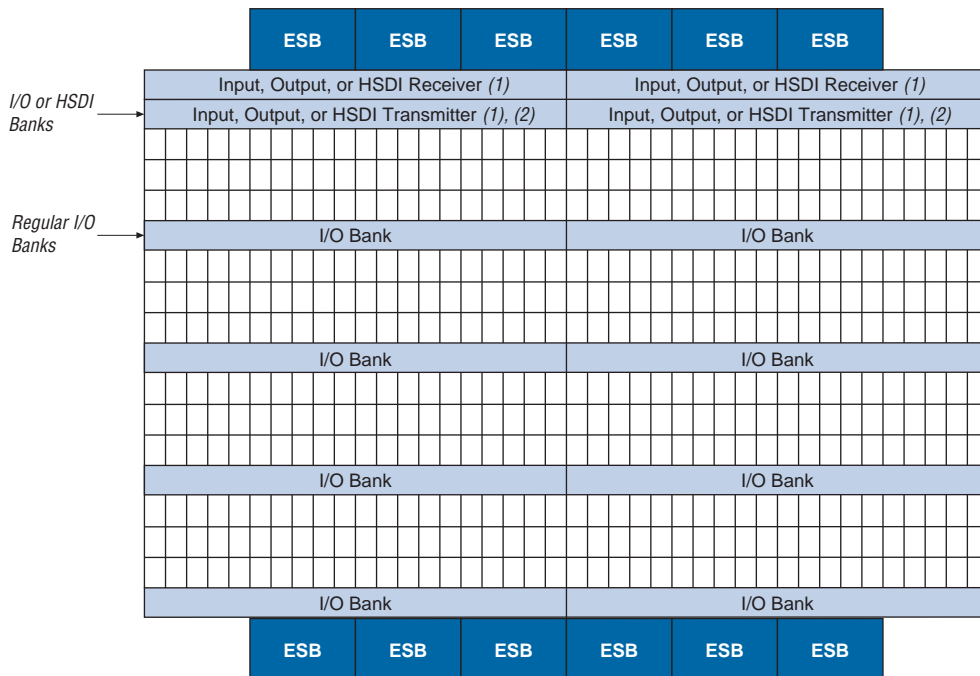 ESB ESB ESB ESB ESB ESB
Input, Output, or HSDI Receiver (1) Input, Output, or HSDI Receiver (1)
I/O or HSDI
Banks
Input, Output, or HSDI Transmitter (1), (2) Input, Output, or HSDI Transmitter (1), (2)
Regular I/O
Banks
I/O Bank I/O Bank
I/O Bank I/O Bank
I/O Bank I/O Bank
I/O Bank I/O Bank
ESB ESB ESB ESB ESB ESB